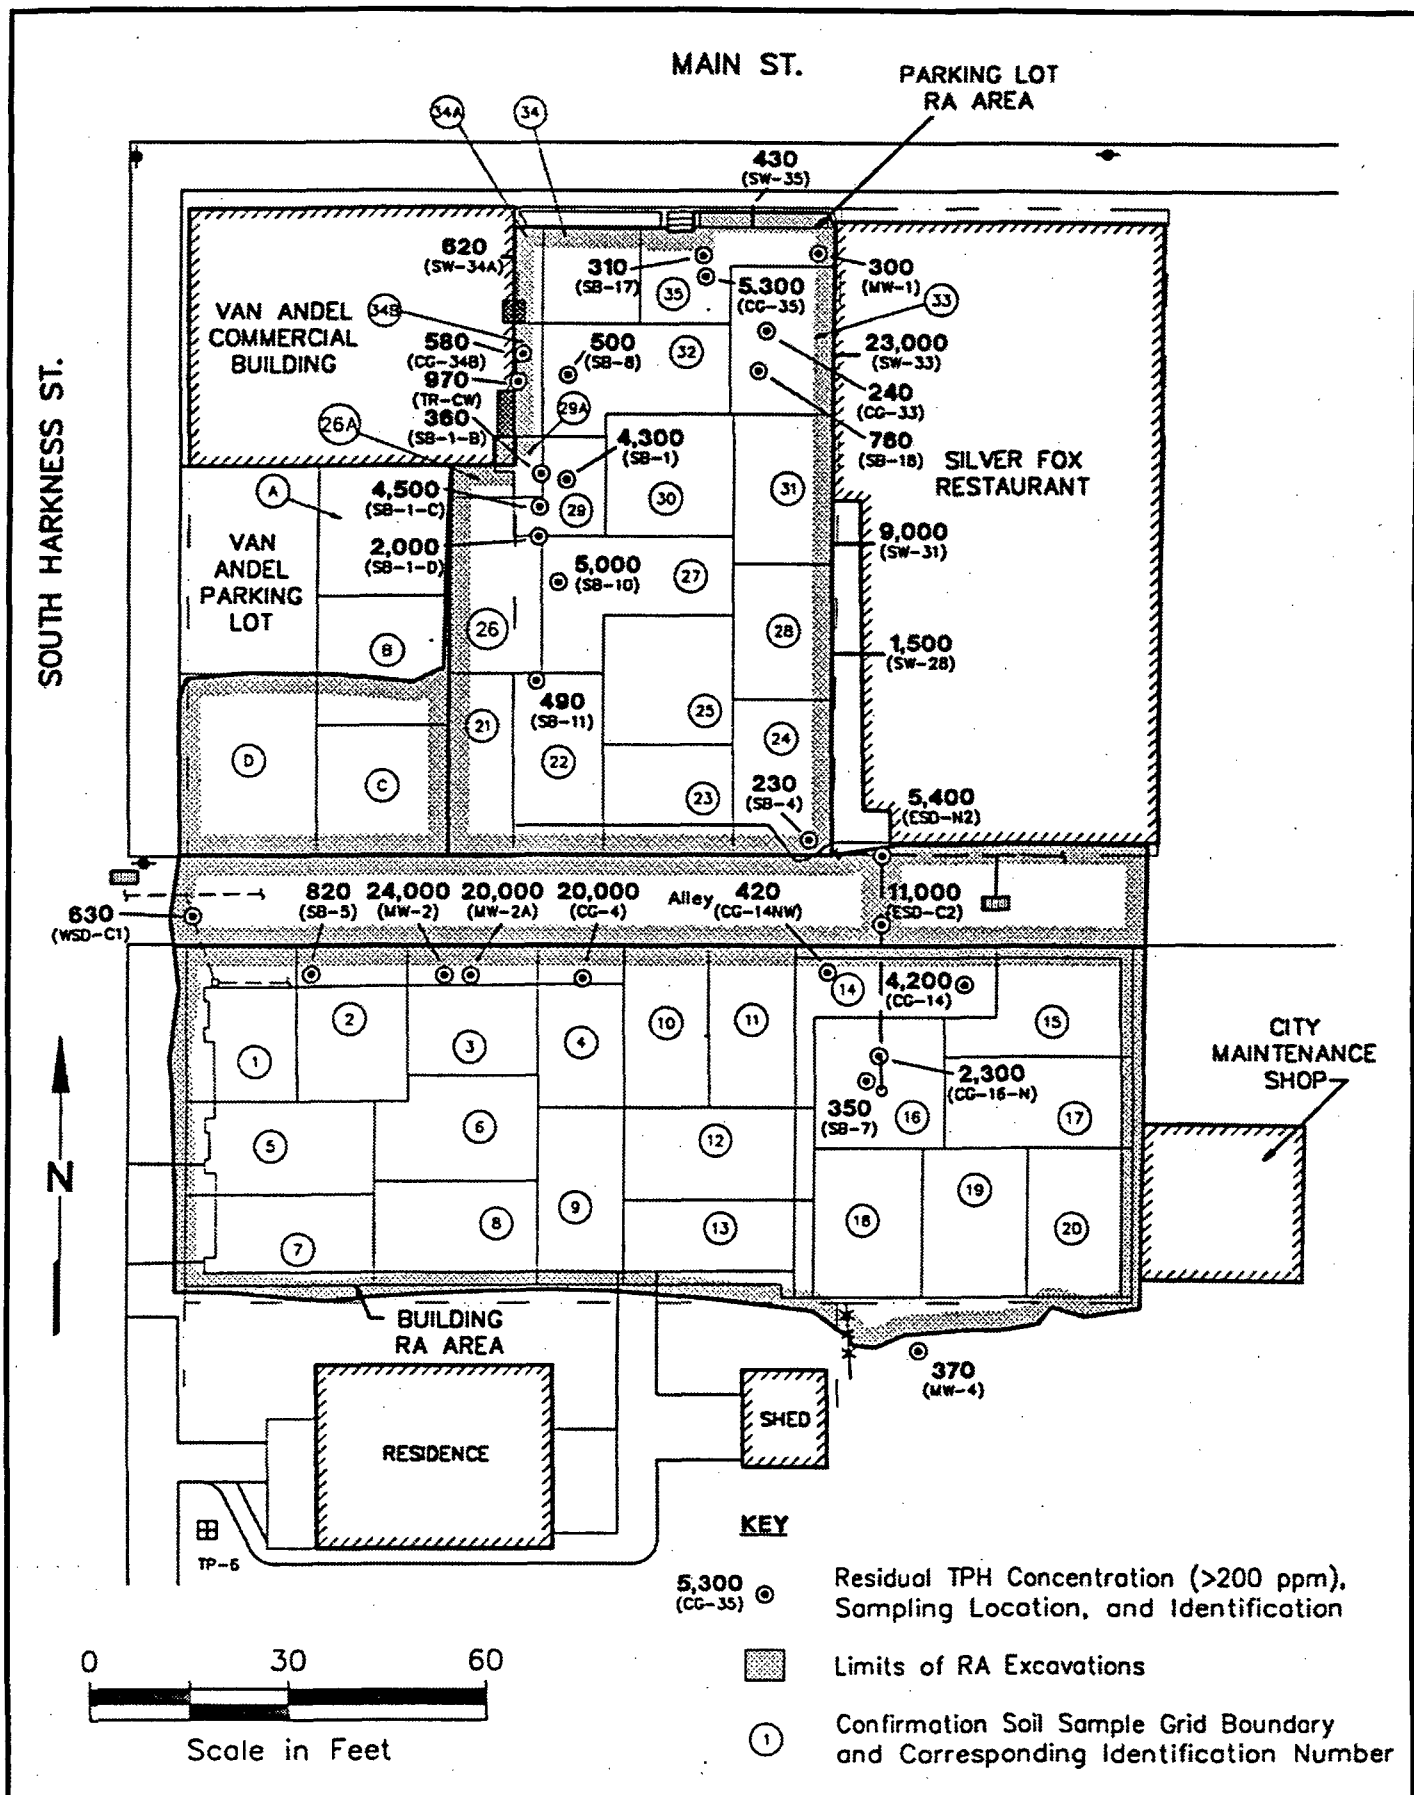 MAIN ST.
PARKING LOT
RA AREA
34A
34
430
(SW-35)
620
(SW-34A)
310
(SB-17)
35
5.300
(CG-35)
300
(MW-1)
33
VAN ANDEL
COMMERCIAL
BUILDING
34B
580
(CG-34B)
500
(SB-8)
32
23,000
(SW-33)
970
(TR-CW)
240
(CG-33)
26A
360
(SB-1-B)
29A
4,300
(SB-1)
760
(SB-18)
SILVER FOX
RESTAURANT
SOUTH HARKNESS ST.
A
4,500
(SB-1-C)
29
30
31
VAN
ANDEL
PARKING
LOT
2,000
(SB-1-D)
9,000
(SW-31)
5,000
(SB-10)
27
B
26
28
1,500
(SW-28)
490
(SB-11)
21
25
24
D
C
22
23
230
(SB-4)
5,400
(ESD-N2)
630
(WSD-C1)
820
(SB-5)
24,000
(MW-2)
20,000
(MW-2A)
20,000
(CG-4)
Alley
420
(CG-14NW)
11,000
(ESD-C2)
14
4,200
(CG-14)
1
2
3
4
10
11
15
CITY
MAINTENANCE
SHOP
2,300
(CG-16-N)
350
(SB-7)
16
17
5
6
12
7
8
9
13
18
19
20
BUILDING
RA AREA
370
(MW-4)
N
RESIDENCE
SHED
TP-6
KEY
5,300
(CG-35)
Residual TPH Concentration (>200 ppm),
Sampling Location, and Identification
Limits of RA Excavations
1
Confirmation Soil Sample Grid Boundary
and Corresponding Identification Number
0 30 60
Scale in Feet